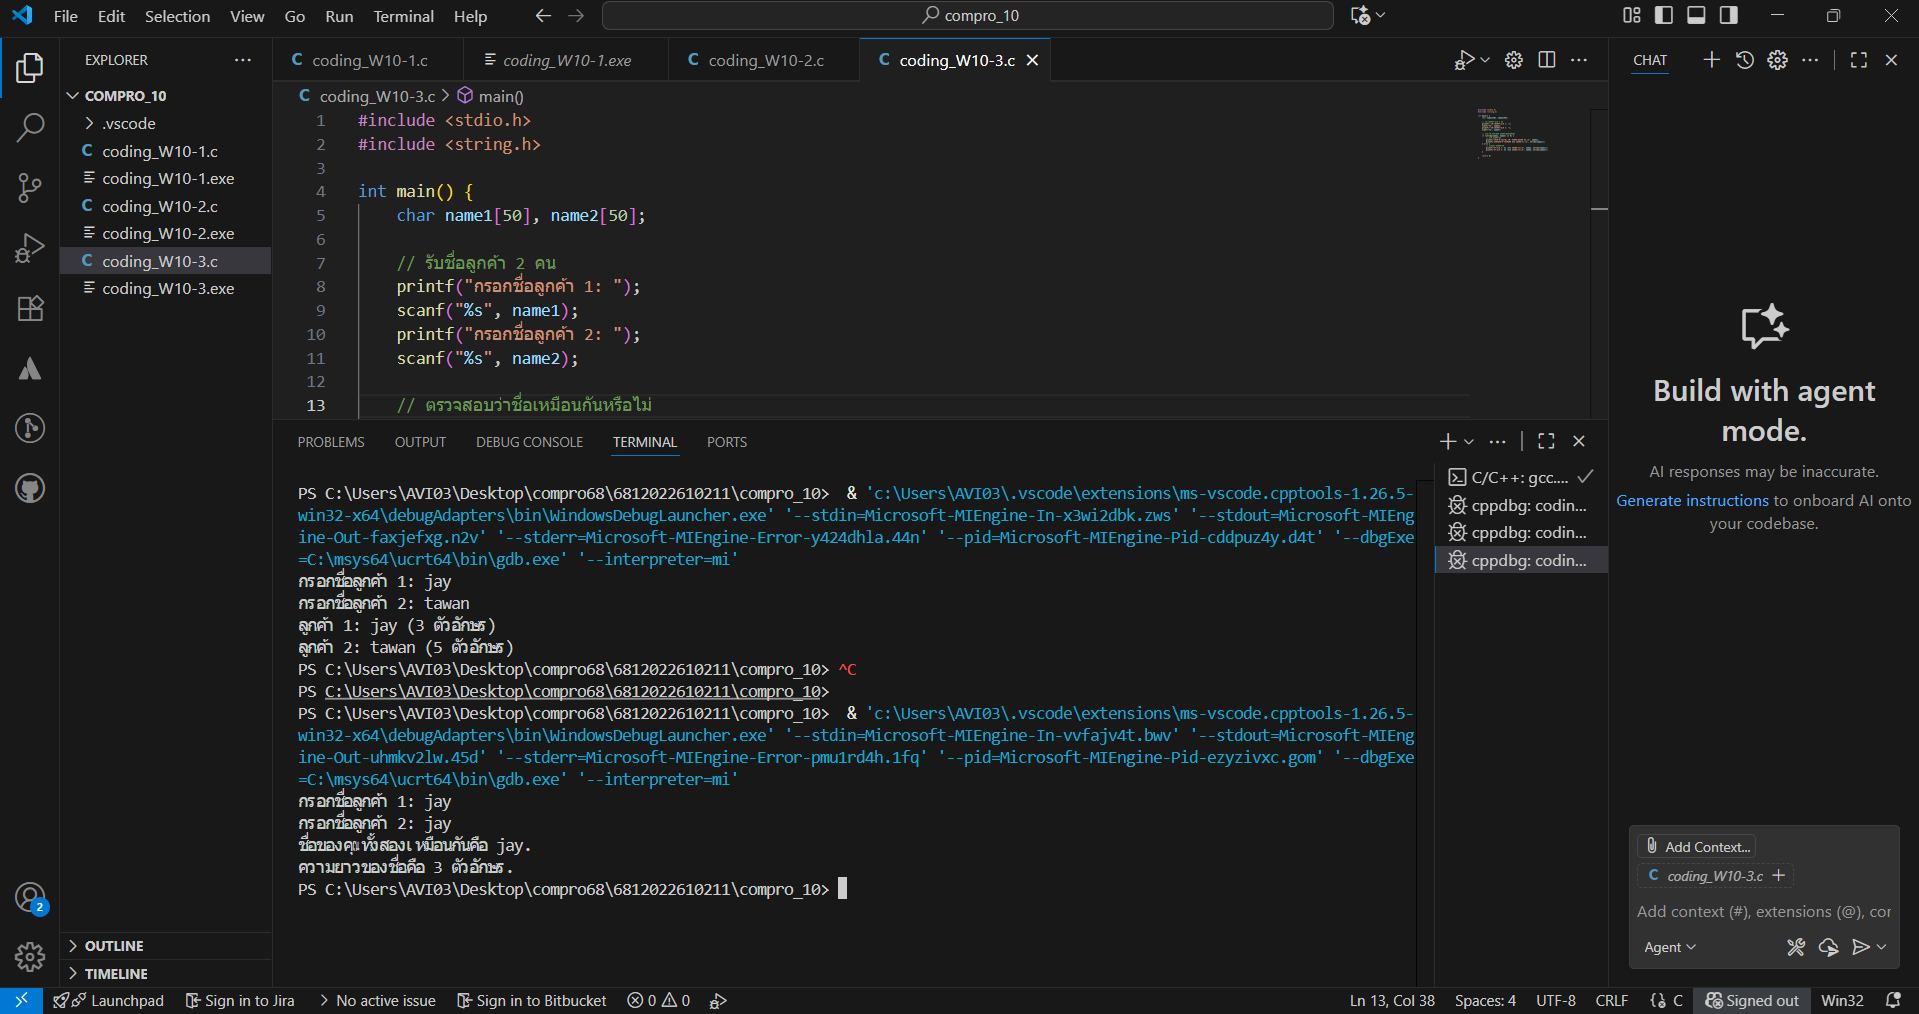 File Edit Selection View Go Run Terminal Help
compro_10
EXPLORER
COMPRO_10
.vscode
C coding_W10-1.c
coding_W10-1.exe
C coding_W10-2.c
coding_W10-2.exe
C coding_W10-3.c
coding_W10-3.exe
OUTLINE
TIMELINE
C coding_W10-1.c
coding_W10-1.exe
C coding_W10-2.c
C coding_W10-3.c
C coding_W10-3.c > main()
1 #include <stdio.h>
2 #include <string.h>
3
4 int main() {
5 char name1[50], name2[50];
6
7 // รับชื่อลูกค้า 2 คน
8 printf("กรอกชื่อลูกค้า 1: ");
9 scanf("%s", name1);
10 printf("กรอกชื่อลูกค้า 2: ");
11 scanf("%s", name2);
12
13 // ตรวจสอบว่าชื่อเหมือนกันหรือไม่
PROBLEMS OUTPUT DEBUG CONSOLE TERMINAL PORTS
PS C:\Users\AVI03\Desktop\compro68\6812022610211\compro_10> & 'c:\Users\AVI03\.vscode\extensions\ms-vscode.cpptools-1.26.5-
win32-x64\debugAdapters\bin\WindowsDebugLauncher.exe' '--stdin=Microsoft-MIEngine-In-x3wi2dbk.zws' '--stdout=Microsoft-MIEng
ine-Out-faxjefxg.n2v' '--stderr=Microsoft-MIEngine-Error-y424dhla.44n' '--pid=Microsoft-MIEngine-Pid-cddpuz4y.d4t' '--dbgExe
=C:\msys64\ucrt64\bin\gdb.exe' '--interpreter=mi'
กรอกชื่อลูกค้า 1: jay
กรอกชื่อลูกค้า 2: tawan
ลูกค้า 1: jay (3 ตัวอักษร)
ลูกค้า 2: tawan (5 ตัวอักษร)
PS C:\Users\AVI03\Desktop\compro68\6812022610211\compro_10> ^C
PS C:\Users\AVI03\Desktop\compro68\6812022610211\compro_10>
PS C:\Users\AVI03\Desktop\compro68\6812022610211\compro_10> & 'c:\Users\AVI03\.vscode\extensions\ms-vscode.cpptools-1.26.5-
win32-x64\debugAdapters\bin\WindowsDebugLauncher.exe' '--stdin=Microsoft-MIEngine-In-vvfajv4t.bwv' '--stdout=Microsoft-MIEng
ine-Out-uhmkv2lw.45d' '--stderr=Microsoft-MIEngine-Error-pmu1rd4h.1fq' '--pid=Microsoft-MIEngine-Pid-ezyzivxc.gom' '--dbgExe
=C:\msys64\ucrt64\bin\gdb.exe' '--interpreter=mi'
กรอกชื่อลูกค้า 1: jay
กรอกชื่อลูกค้า 2: jay
ชื่อของคุณทั้งสองเหมือนกันคือ jay.
ความยาวของชื่อคือ 3 ตัวอักษร.
PS C:\Users\AVI03\Desktop\compro68\6812022610211\compro_10>
C/C++: gcc....
cppdbg: codin...
cppdbg: codin...
cppdbg: codin...
CHAT
Build with agent
mode.
AI responses may be inaccurate.
Generate instructions to onboard AI onto
your codebase.
Add Context...
C coding_W10-3.c +
Add context (#), extensions (@), cor
Agent
2
Launchpad Sign in to Jira No active issue Sign in to Bitbucket 0 0
Ln 13, Col 38 Spaces: 4 UTF-8 CRLF {} C Signed out Win32